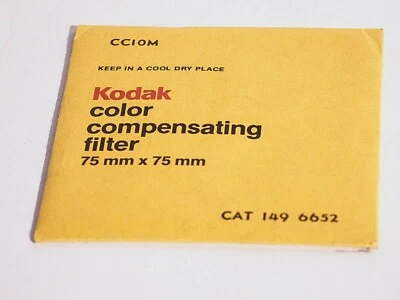 CC10M
KEEP IN A COOL DRY PLACE
Kodak
color
compensating
filter
75 mm x 75 mm
CAT 149 6652